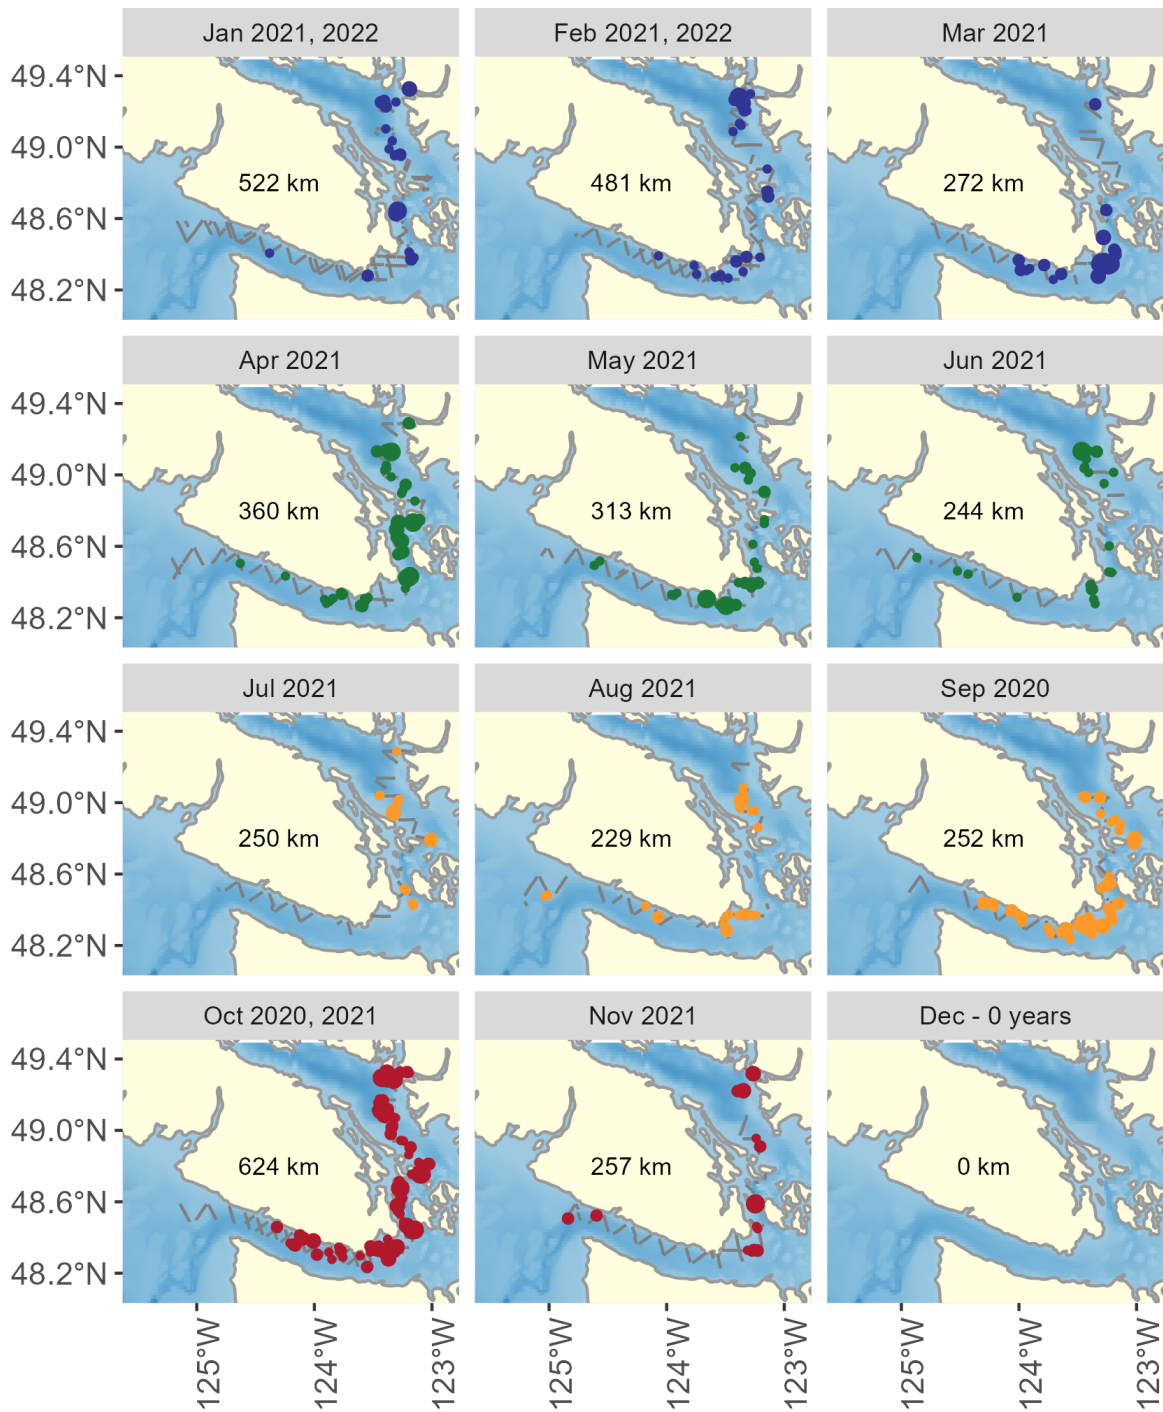 Jan 2021, 2022
Feb 2021, 2022
Mar 2021
49.4°N
49.0°N
48.6°N
48.2°N
522 km
481 km
272 km
Apr 2021
May 2021
Jun 2021
49.4°N
49.0°N
48.6°N
48.2°N
360 km
313 km
244 km
Jul 2021
Aug 2021
Sep 2020
49.4°N
49.0°N
48.6°N
48.2°N
250 km
229 km
252 km
Oct 2020, 2021
Nov 2021
Dec - 0 years
49.4°N
49.0°N
48.6°N
48.2°N
624 km
257 km
0 km
125°W
124°W
123°W
125°W
124°W
123°W
125°W
124°W
123°W